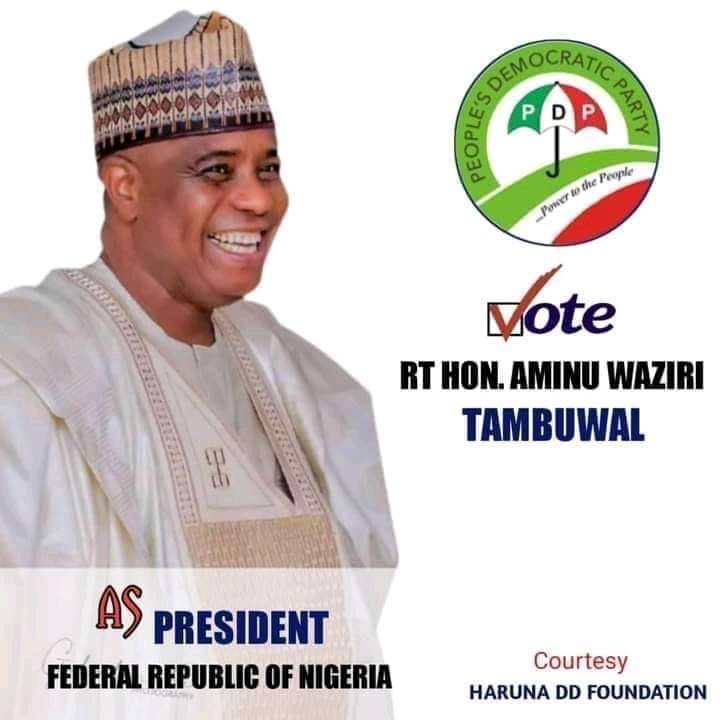 PEOPLE'S DEMOCRATIC PARTY
PDP
...Power to the People
Vote
RT HON. AMINU WAZIRI
TAMBUWAL
AS PRESIDENT
FEDERAL REPUBLIC OF NIGERIA
Courtesy
HARUNA DD FOUNDATION